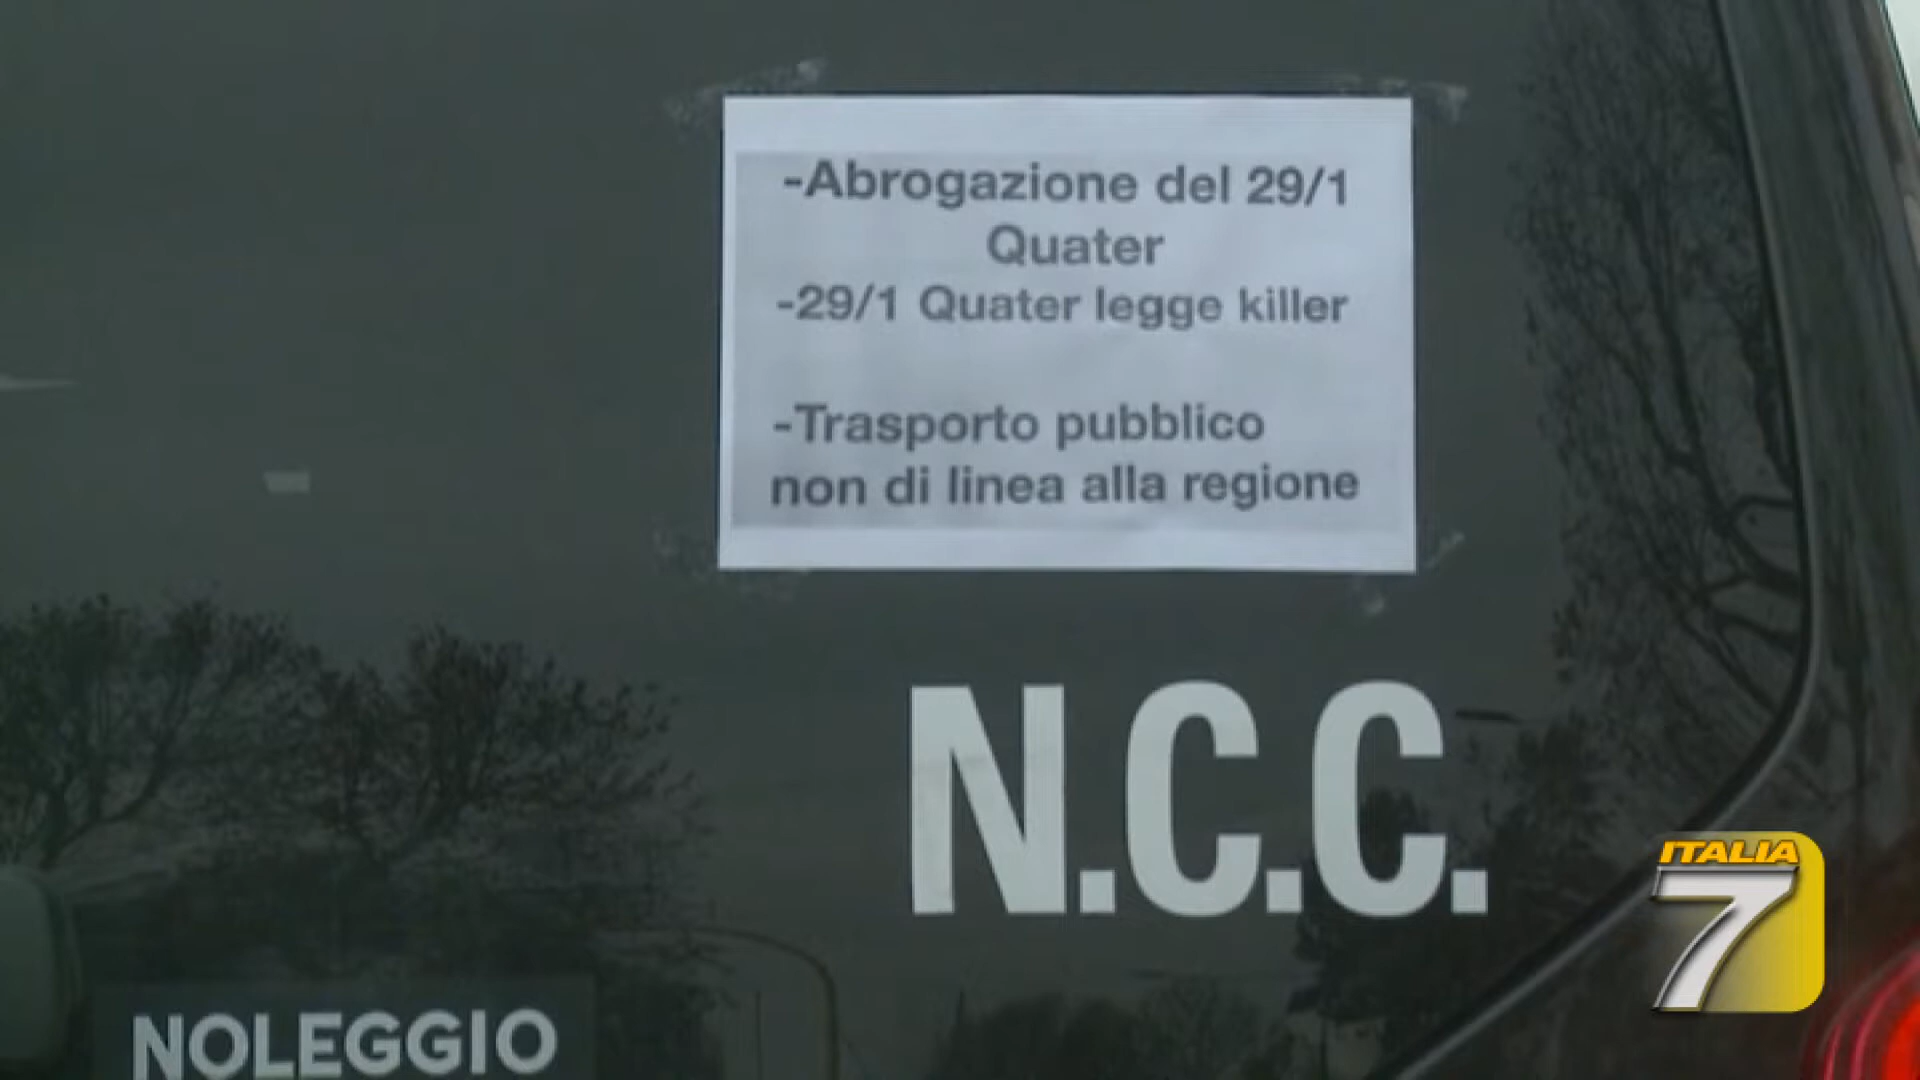 -Abrogazione del 29/1
Quater
-29/1 Quater legge killer
-Trasporto pubblico
non di linea alla regione
N.C.C.
ITALIA
7
NOLEGGIO